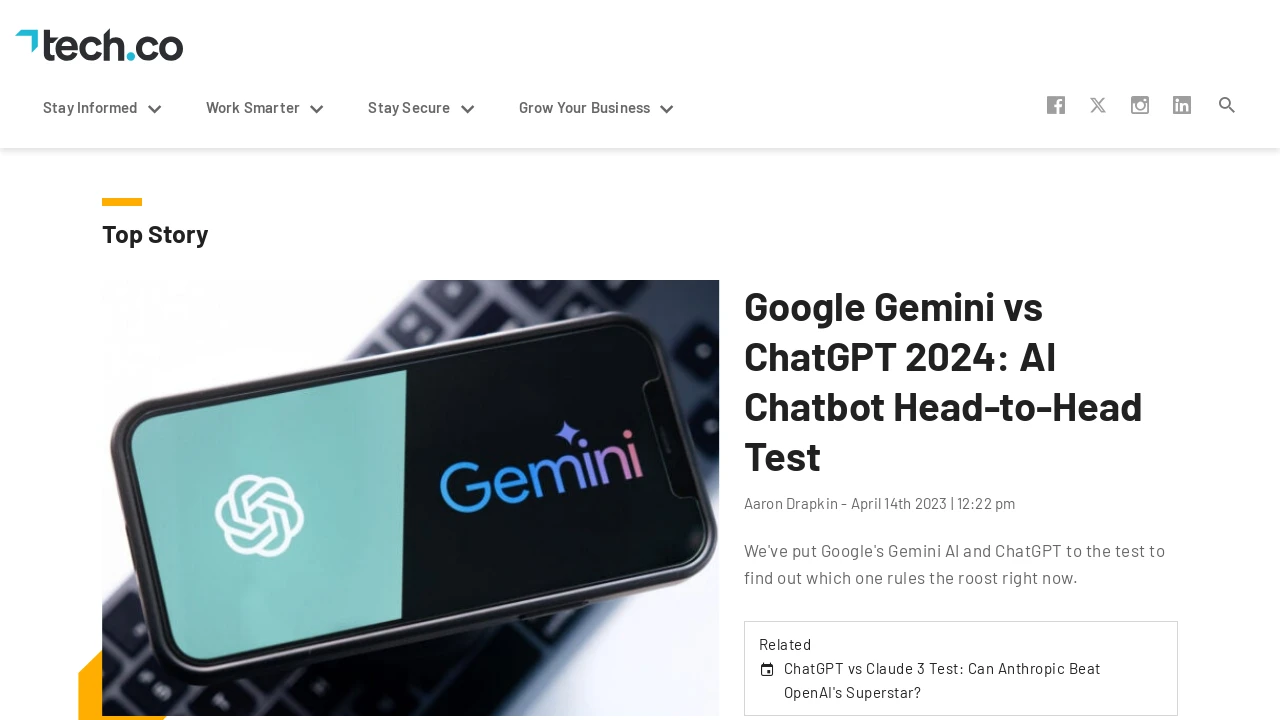 tech.co
Stay Informed
Work Smarter
Stay Secure
Grow Your Business
Top Story
Gemini
Google Gemini vs
ChatGPT 2024: AI
Chatbot Head-to-Head
Test
Aaron Drapkin - April 14th 2023 | 12:22 pm
We've put Google's Gemini AI and ChatGPT to the test to
find out which one rules the roost right now.
Related
ChatGPT vs Claude 3 Test: Can Anthropic Beat
OpenAI's Superstar?